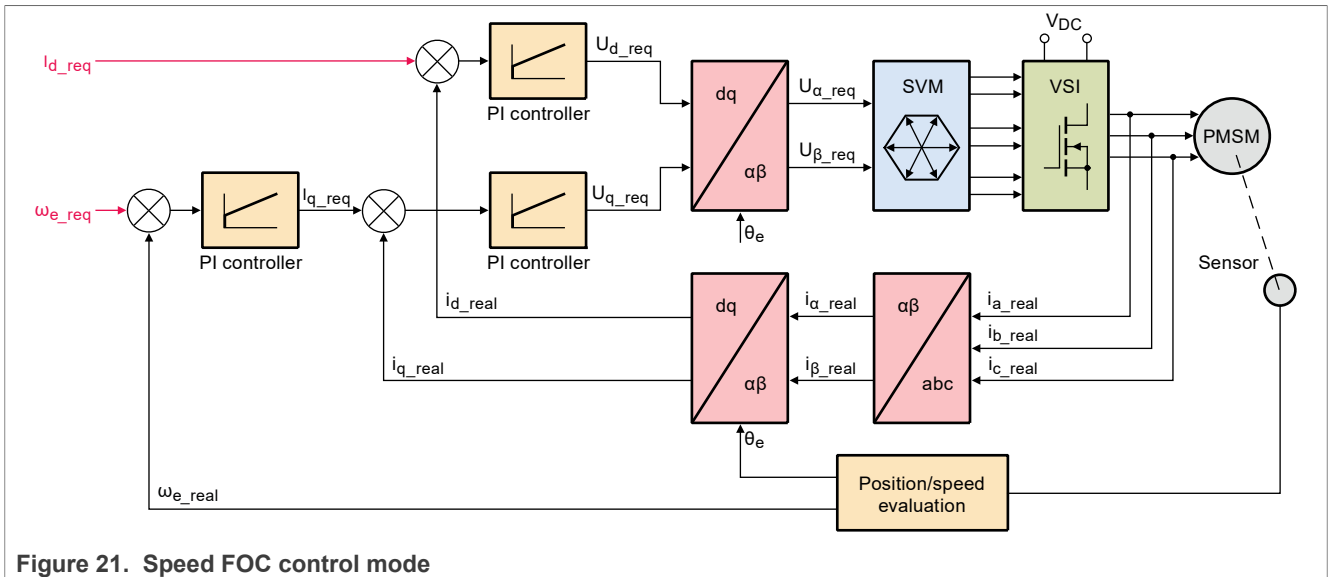 V_DC
I_d_req
U_d_req
PI controller
dq
αβ
U_α_req
U_β_req
SVM
VSI
PMSM
ω_e_req
PI controller
I_q_req
U_q_req
PI controller
θ_e
Sensor
i_d_real
i_q_real
dq
αβ
i_α_real
i_β_real
αβ
abc
i_a_real
i_b_real
i_c_real
θ_e
ω_e_real
Position/speed
evaluation
Figure 21. Speed FOC control mode